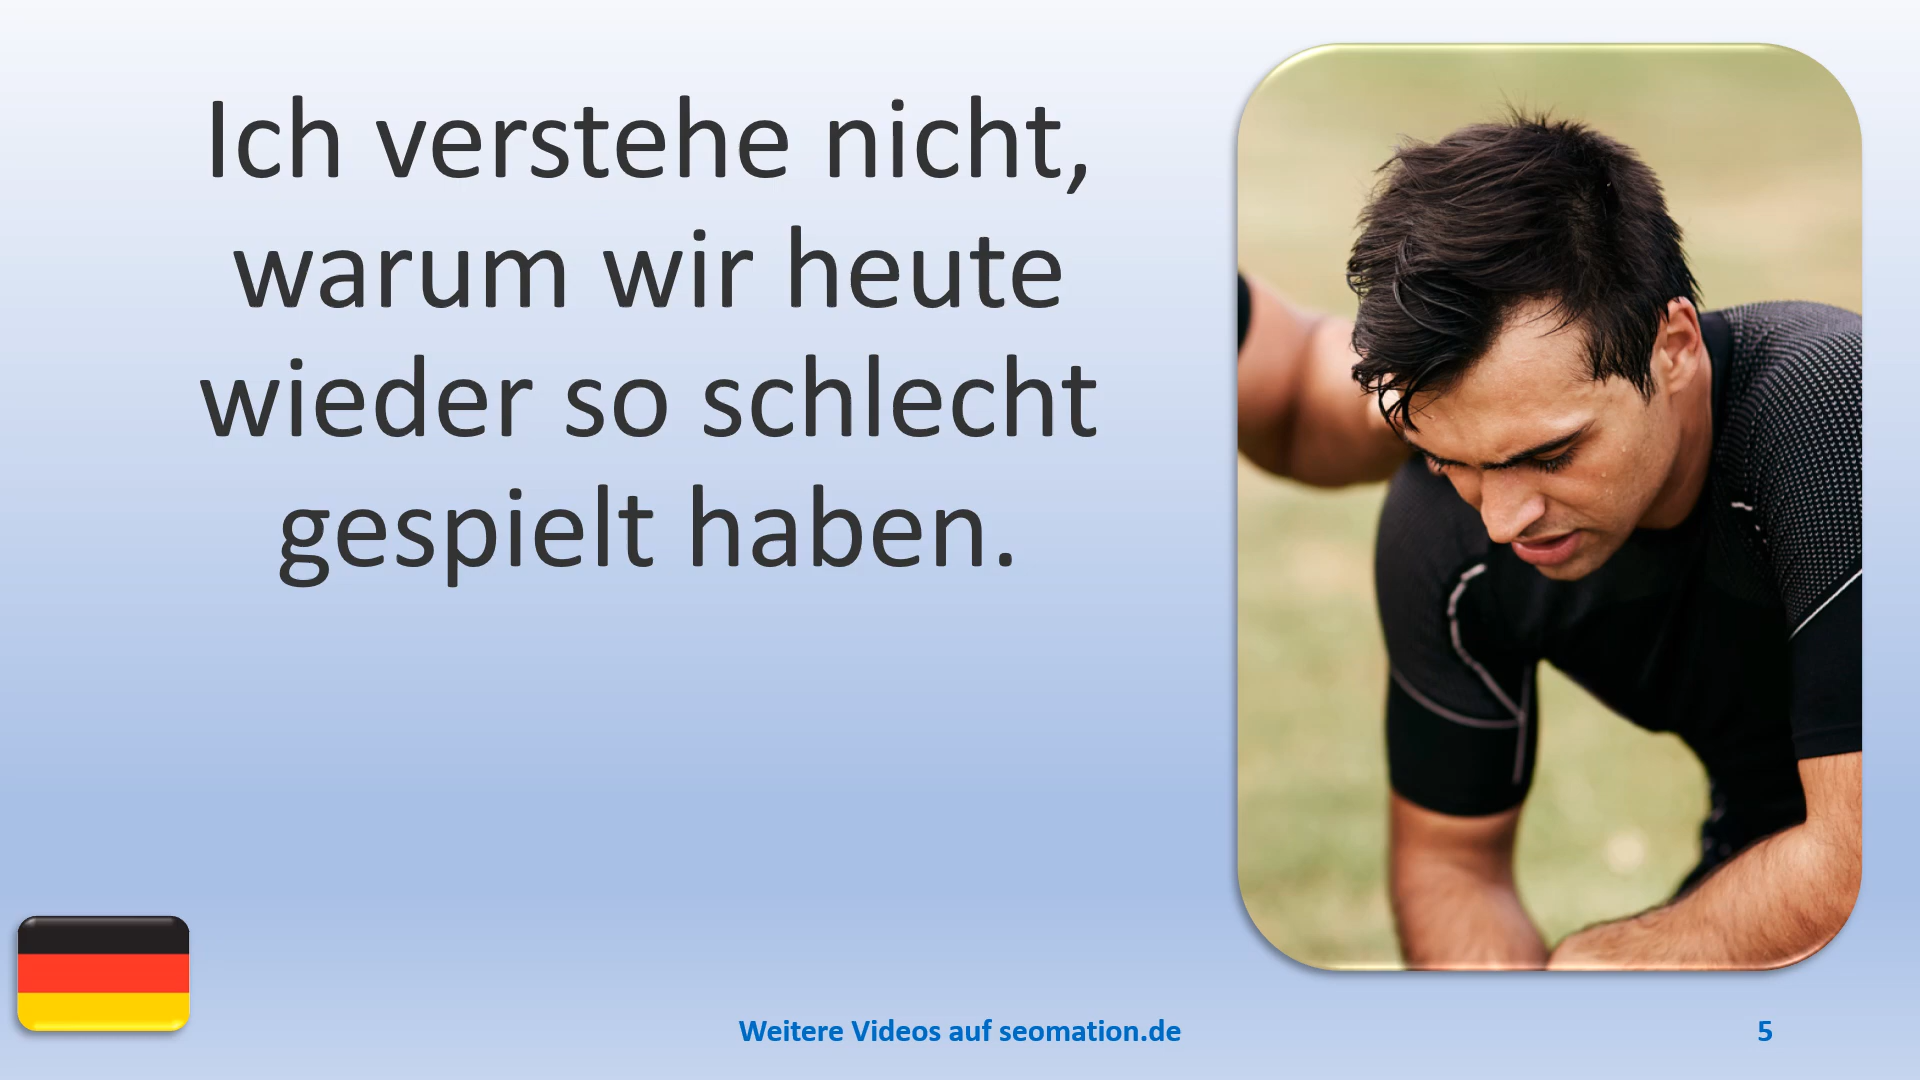 Ich verstehe nicht,
warum wir heute
wieder so schlecht
gespielt haben.
Weitere Videos auf seomation.de
5